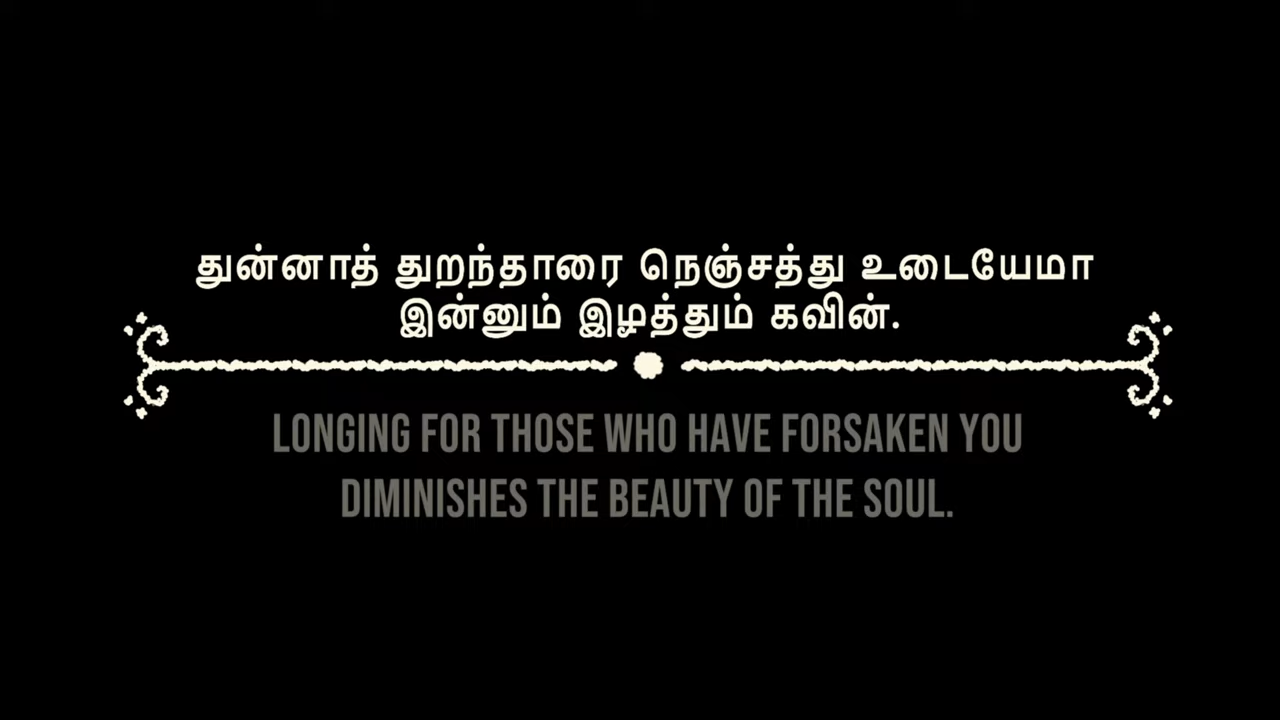 துன்னாத் துறந்தாரை நெஞ்சத்து உடையேமா
இன்னும் இழத்தும் கவின்.
LONGING FOR THOSE WHO HAVE FORSAKEN YOU
DIMINISHES THE BEAUTY OF THE SOUL.